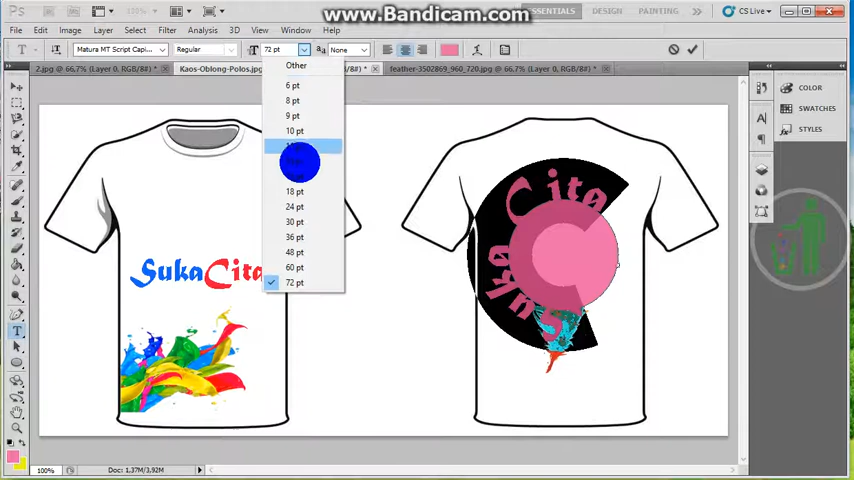 www.Bandicam.com
Ps
ESSENTIALS
DESIGN
PAINTING
CS Live
File
Edit
Image
Layer
Select
Filter
Analysis
3D
View
Window
Help
Matura MT Script Capi...
Regular
72 pt
None
2.jpg @ 66,7% (Layer 0, RGB/8#) *
Kaos-Oblong-Polos.jpg
/8#) *
feather-3502869_960_720.jpg @ 66,7% (Layer 0, RGB/8#) *
Other
6 pt
8 pt
9 pt
10 pt
18 pt
24 pt
30 pt
36 pt
48 pt
60 pt
72 pt
COLOR
SWATCHES
STYLES
SukaCita
Suka Cita
100%
Doc: 1,37M/3,92M